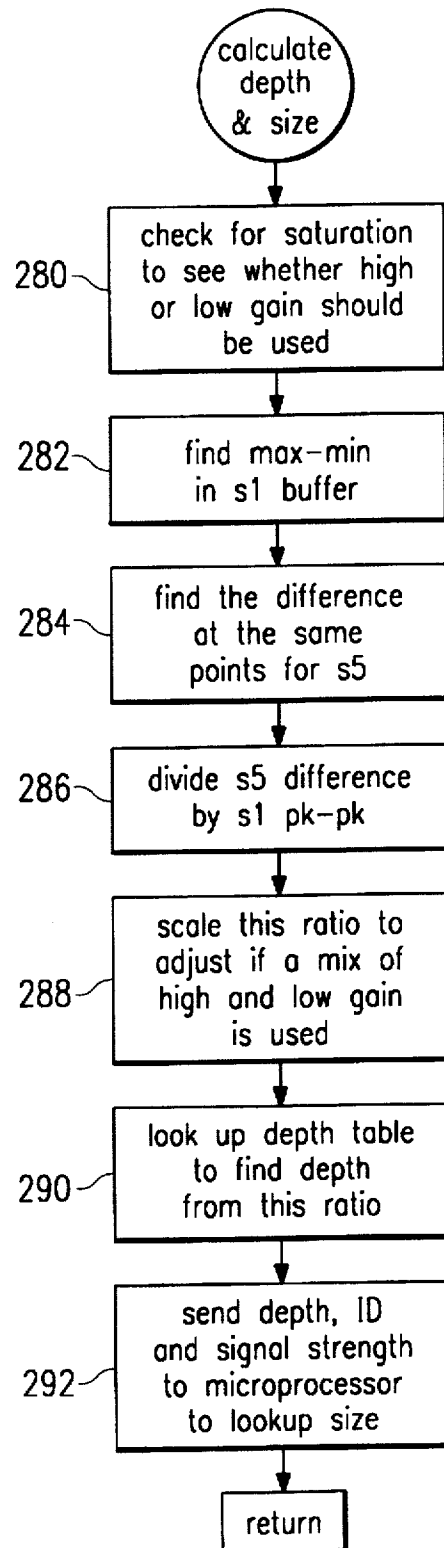 calculate
depth
& size
280
check for saturation
to see whether high
or low gain should
be used
282
find max-min
in s1 buffer
284
find the difference
at the same
points for s5
286
divide s5 difference
by s1 pk-pk
288
scale this ratio to
adjust if a mix of
high and low gain
is used
290
look up depth table
to find depth
from this ratio
292
send depth, ID
and signal strength
to microprocessor
to lookup size
return